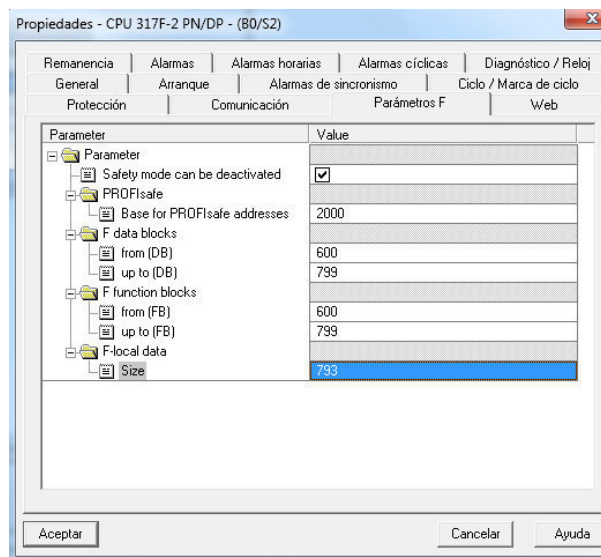 Propiedades - CPU 317F-2 PN/DP - (B0/S2)
Remanencia Alarmas Alarmas horarias Alarmas cíclicas Diagnóstico / Reloj
General Arranque Alarmas de sincronismo Ciclo / Marca de ciclo
Protección Comunicación Parámetros F Web
Parameter Value
Parameter
Safety mode can be deactivated
PROFIsafe
Base for PROFIsafe addresses 2000
F data blocks
from (DB) 600
up to (DB) 799
F function blocks
from (FB) 600
up to (FB) 799
F-local data
Size 793
Aceptar Cancelar Ayuda